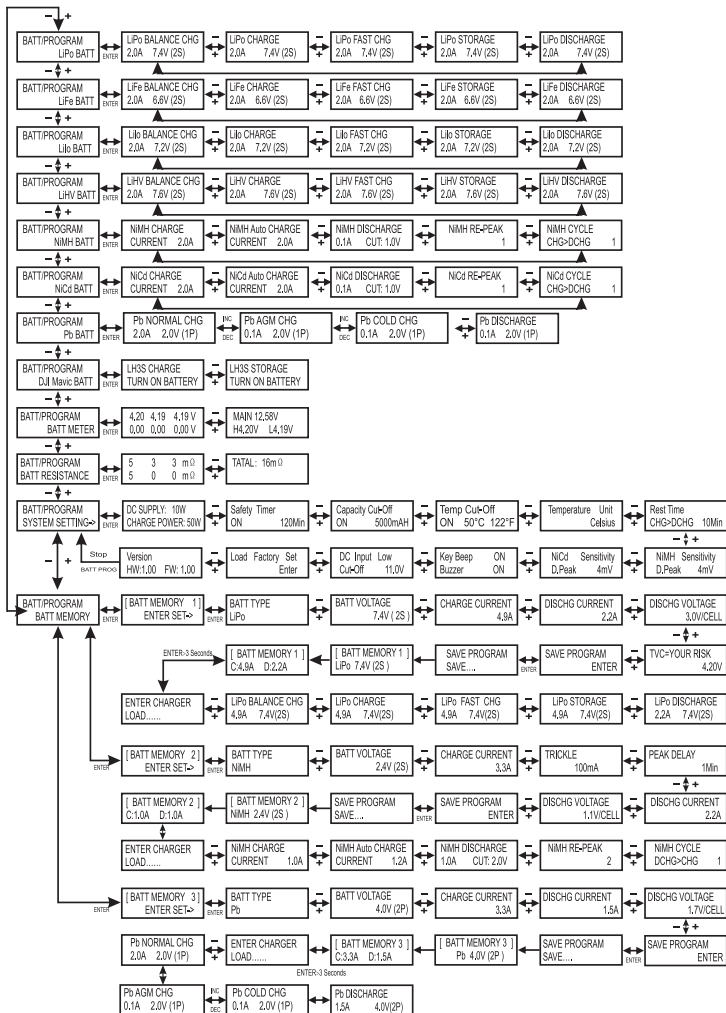 BATT/PROGRAM
LiPo BATT
ENTER
LiPo BALANCE CHG
2.0A 7.4V (2S)
LiPo CHARGE
2.0A 7,4V (2S)
LiPo FAST CHG
2.0A 7,4V (2S)
LiPo STORAGE
2.0A 7,4V (2S)
LiPo DISCHARGE
2.0A 7,4V (2S)
BATT/PROGRAM
LiFe BATT
ENTER
LiFe BALANCE CHG
2.0A 6.6V (2S)
LiFe CHARGE
2.0A 6.6V (2S)
LiFe FAST CHG
2.0A 6.6V (2S)
LiFe STORAGE
2.0A 6.6V (2S)
LiFe DISCHARGE
2.0A 6.6V (2S)
BATT/PROGRAM
LiIo BATT
ENTER
LiIo BALANCE CHG
2.0A 7,2V (2S)
LiIo CHARGE
2.0A 7,2V (2S)
LiIo FAST CHG
2.0A 7,2V (2S)
LiIo STORAGE
2.0A 7,2V (2S)
LiIo DISCHARGE
2.0A 7,2V (2S)
BATT/PROGRAM
LiHV BATT
ENTER
LiHV BALANCE CHG
2.0A 7.6V (2S)
LiHV CHARGE
2.0A 7.6V (2S)
LiHV FAST CHG
2.0A 7.6V (2S)
LiHV STORAGE
2.0A 7.6V (2S)
LiHV DISCHARGE
2.0A 7.6V (2S)
BATT/PROGRAM
NiMH BATT
ENTER
NiMH CHARGE
CURRENT 2.0A
NiMH Auto CHARGE
CURRENT 2.0A
NiMH DISCHARGE
0.1A CUT: 1.0V
NiMH RE-PEAK
1
NiMH CYCLE
CHG>DCHG 1
BATT/PROGRAM
NiCd BATT
ENTER
NiCd CHARGE
CURRENT 2.0A
NiCd Auto CHARGE
CURRENT 2.0A
NiCd DISCHARGE
0.1A CUT: 1.0V
NiCd RE-PEAK
1
NiCd CYCLE
CHG>DCHG 1
BATT/PROGRAM
Pb BATT
ENTER
Pb NORMAL CHG
2.0A 2.0V (1P)
INC
DEC
Pb AGM CHG
0.1A 2.0V (1P)
INC
DEC
Pb COLD CHG
0.1A 2.0V (1P)
Pb DISCHARGE
0.1A 2.0V (1P)
BATT/PROGRAM
DJI Mavic BATT
ENTER
LH3S CHARGE
TURN ON BATTERY
LH3S STORAGE
TURN ON BATTERY
BATT/PROGRAM
BATT METER
ENTER
4.20 4.19 4.19 V
0.00 0.00 0.00 V
MAIN 12,58V
H4.20V L4.19V
BATT/PROGRAM
BATT RESISTANCE
ENTER
5 3 3 mΩ
5 0 0 mΩ
TATAL: 16mΩ
BATT/PROGRAM
SYSTEM SETTING->
ENTER
DC SUPPLY: 10W
CHARGE POWER: 50W
Safety Timer
ON 120Min
Capacity Cut-Off
ON 5000mAH
Temp Cut-Off
ON 50°C 122°F
Temperature Unit
Celsius
Rest Time
CHG>DCHG 10Min
Stop
BATT PROG
Version
HW:1.00 FW: 1.00
Load Factory Set
Enter
DC Input Low
Cut-Off 11.0V
Key Beep ON
Buzzer ON
NiCd Sensitivity
D.Peak 4mV
NiMH Sensitivity
D.Peak 4mV
BATT/PROGRAM
BATT MEMORY
ENTER
[ BATT MEMORY 1]
ENTER SET->
ENTER
BATT TYPE
LiPo
BATT VOLTAGE
7.4V ( 2S )
CHARGE CURRENT
4.9A
DISCHG CURRENT
2.2A
DISCHG VOLTAGE
3.0V/CELL
ENTER>3 Seconds
[ BATT MEMORY 1 ]
C:4.9A D:2.2A
[ BATT MEMORY 1 ]
LiPo 7.4V (2S )
SAVE PROGRAM
SAVE....
ENTER
SAVE PROGRAM
ENTER
TVC=YOUR RISK
4.20V
ENTER CHARGER
LOAD......
LiPo BALANCE CHG
4.9A 7.4V(2S)
LiPo CHARGE
4.9A 7.4V(2S)
LiPo FAST CHG
4.9A 7.4V(2S)
LiPo STORAGE
4.9A 7.4V(2S)
LiPo DISCHARGE
2.2A 7.4V(2S)
ENTER
[ BATT MEMORY 2 ]
ENTER SET->
ENTER
BATT TYPE
NiMH
BATT VOLTAGE
2,4V (2S)
CHARGE CURRENT
3.3A
TRICKLE
100mA
PEAK DELAY
1Min
[ BATT MEMORY 2 ]
C:1.0A D:1.0A
[ BATT MEMORY 2 ]
NiMH 2.4V (2S )
SAVE PROGRAM
SAVE....
ENTER
SAVE PROGRAM
ENTER
DISCHG VOLTAGE
1.1V/CELL
DISCHG CURRENT
2.2A
ENTER CHARGER
LOAD......
NiMH CHARGE
CURRENT 1.0A
NiMH Auto CHARGE
CURRENT 1.2A
NiMH DISCHARGE
1.0A CUT: 2.0V
NiMH RE-PEAK
2
NiMH CYCLE
DCHG>CHG 1
ENTER
[ BATT MEMORY 3 ]
ENTER SET->
ENTER
BATT TYPE
Pb
BATT VOLTAGE
4.0V (2P)
CHARGE CURRENT
3.3A
DISCHG CURRENT
1.5A
DISCHG VOLTAGE
1.7V/CELL
Pb NORMAL CHG
2.0A 2.0V (1P)
ENTER CHARGER
LOAD......
ENTER>3 Seconds
[ BATT MEMORY 3 ]
C:3.3A D:1.5A
[ BATT MEMORY 3 ]
Pb 4.0V (2P)
SAVE PROGRAM
SAVE....
ENTER
SAVE PROGRAM
ENTER
Pb AGM CHG
0.1A 2.0V (1P)
INC
DEC
Pb COLD CHG
0.1A 2.0V (1P)
Pb DISCHARGE
1.5A 4.0V(2P)